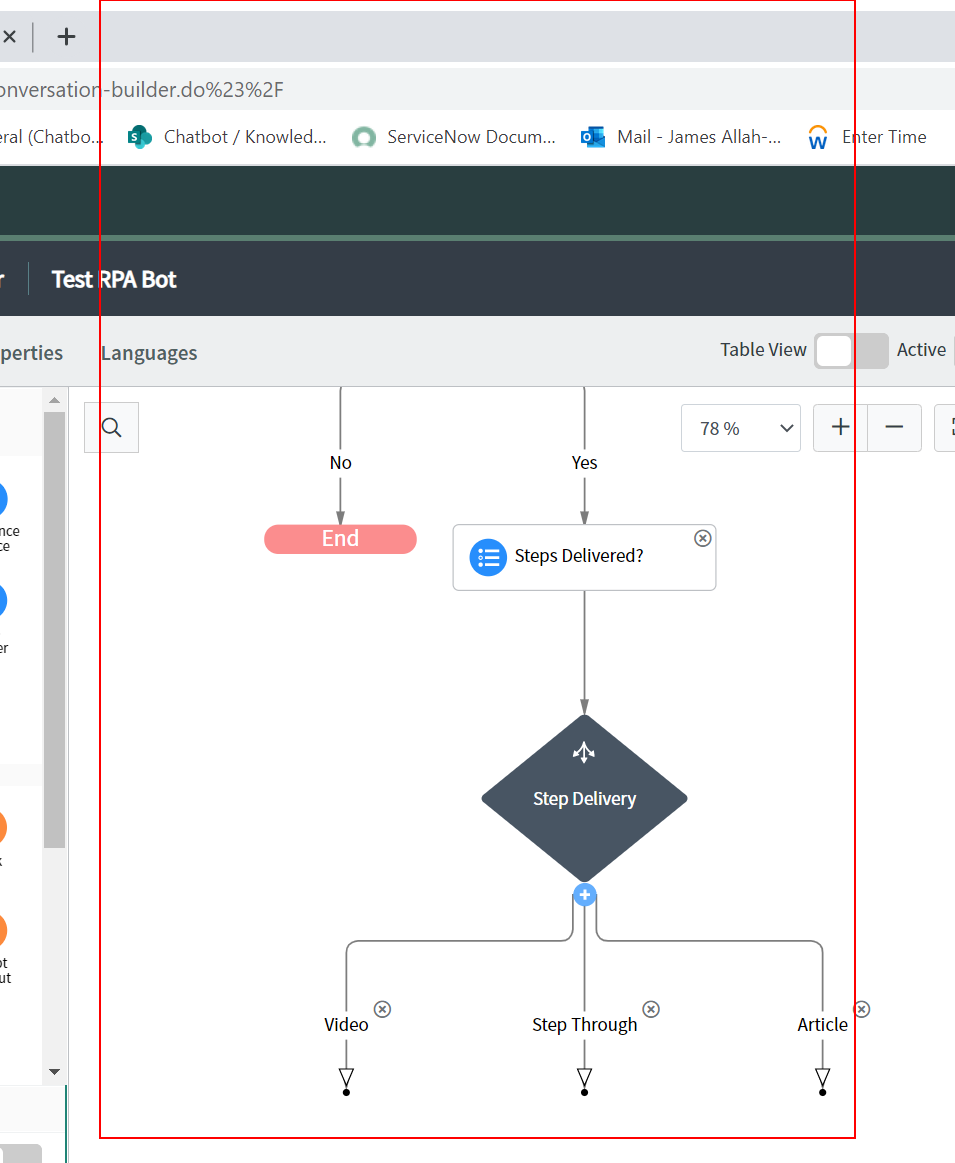 onversation-builder.do%23%2F
eral (Chatbo... Chatbot / Knowled... ServiceNow Docum... Mail - James Allah-... Enter Time
r Test RPA Bot
perties Languages Table View Active
78 %
No Yes
nce
ce
End Steps Delivered?
er
Step Delivery
k
ot
ut
Video Step Through Article